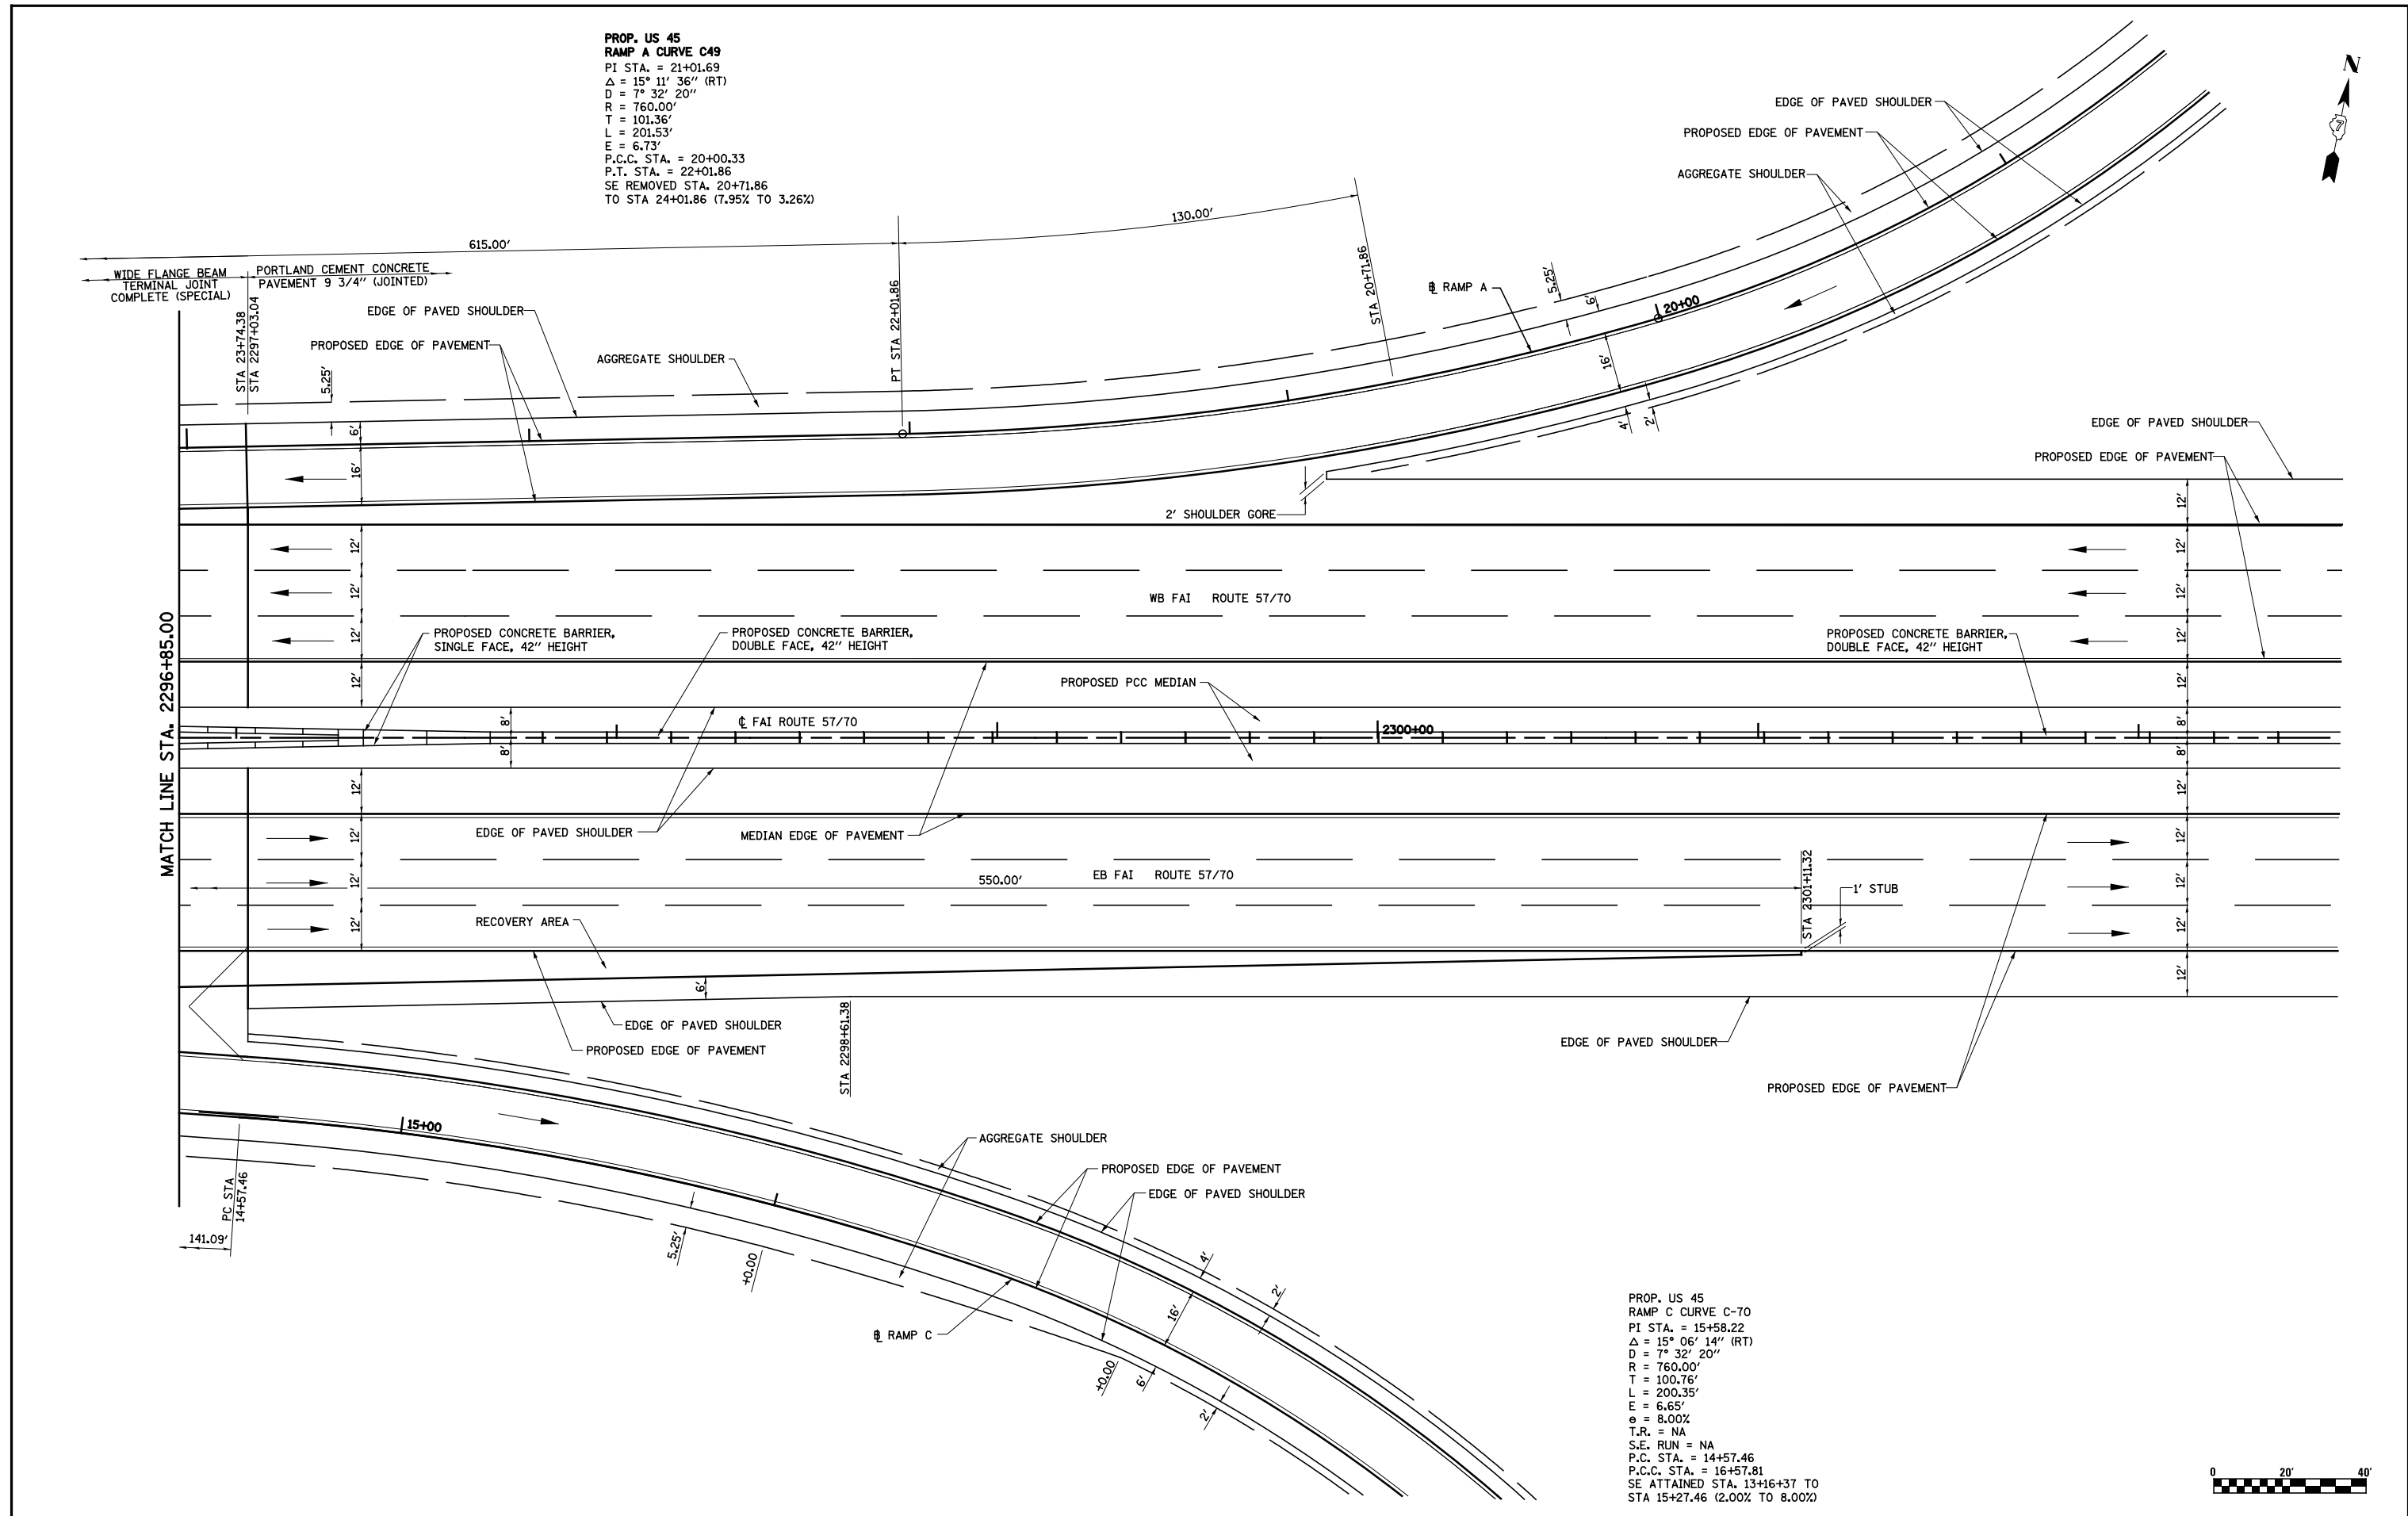 PROP. US 45
RAMP A CURVE C49
PI STA. = 21+01.69
Δ = 15° 11' 36" (RT)
D = 7° 32' 20"
R = 760.00'
T = 101.36'
L = 201.53'
E = 6.73'
P.C.C. STA. = 20+00.33
P.T. STA. = 22+01.86
SE REMOVED STA. 20+71.86
TO STA 24+01.86 (7.95% TO 3.26%)
N
7
EDGE OF PAVED SHOULDER
PROPOSED EDGE OF PAVEMENT
AGGREGATE SHOULDER
615.00'
130.00'
WIDE FLANGE BEAM
TERMINAL JOINT
COMPLETE (SPECIAL)
PORTLAND CEMENT CONCRETE
PAVEMENT 9 3/4" (JOINTED)
STA 23+74.38
STA 2297+03.04
PT STA 22+01.86
STA 20+71.86
℄ RAMP A
5.25'
6'
20+00
16'
4'
2'
EDGE OF PAVED SHOULDER
PROPOSED EDGE OF PAVEMENT
AGGREGATE SHOULDER
5.25'
6'
16'
2' SHOULDER GORE
EDGE OF PAVED SHOULDER
PROPOSED EDGE OF PAVEMENT
12'
12'
12'
12'
12'
12'
12'
12'
12'
WB FAI ROUTE 57/70
PROPOSED CONCRETE BARRIER,
SINGLE FACE, 42" HEIGHT
PROPOSED CONCRETE BARRIER,
DOUBLE FACE, 42" HEIGHT
PROPOSED CONCRETE BARRIER,
DOUBLE FACE, 42" HEIGHT
PROPOSED PCC MEDIAN
MATCH LINE STA. 2296+85.00
8'
8'
℄ FAI ROUTE 57/70
2300+00
8'
8'
12'
12'
12'
12'
12'
12'
12'
12'
12'
EDGE OF PAVED SHOULDER
MEDIAN EDGE OF PAVEMENT
EB FAI ROUTE 57/70
550.00'
STA 2301+11.32
1' STUB
RECOVERY AREA
6'
EDGE OF PAVED SHOULDER
PROPOSED EDGE OF PAVEMENT
STA 2298+61.38
EDGE OF PAVED SHOULDER
PROPOSED EDGE OF PAVEMENT
15+00
PC STA
14+57.46
141.09'
5.25'
+0.00
AGGREGATE SHOULDER
PROPOSED EDGE OF PAVEMENT
EDGE OF PAVED SHOULDER
4'
2'
16'
℄ RAMP C
+0.00
6'
2'
PROP. US 45
RAMP C CURVE C-70
PI STA. = 15+58.22
Δ = 15° 06' 14" (RT)
D = 7° 32' 20"
R = 760.00'
T = 100.76'
L = 200.35'
E = 6.65'
e = 8.00%
T.R. = NA
S.E. RUN = NA
P.C. STA. = 14+57.46
P.C.C. STA. = 16+57.81
SE ATTAINED STA. 13+16+37 TO
STA 15+27.46 (2.00% TO 8.00%)
0 20' 40'